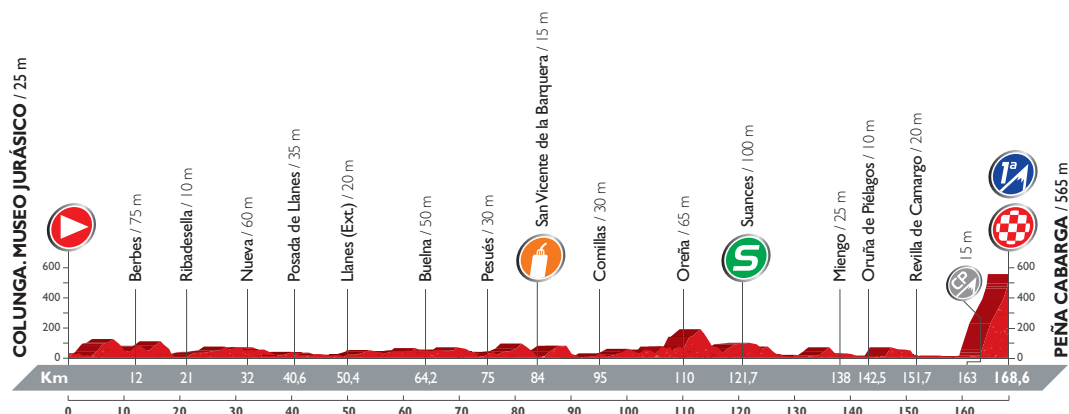 COLUNGA. MUSEO JURÁSICO / 25 m
Berbes / 75 m
Ribadesella / 10 m
Nueva / 60 m
Posada de Llanes / 35 m
Llanes (Ext.) / 20 m
Buelna / 50 m
Pesués / 30 m
San Vicente de la Barquera / 15 m
Comillas / 30 m
Oreña / 65 m
Suances / 100 m
S
Miengo / 25 m
Oruña de Piélagos / 10 m
Revilla de Camargo / 20 m
15 m
CP
1ª
PEÑA CABARGA / 565 m
600
400
200
0
600
400
200
0
Km 12 21 32 40,6 50,4 64,2 75 84 95 110 121,7 138 142,5 151,7 163 168,6
0 10 20 30 40 50 60 70 80 90 100 110 120 130 140 150 160